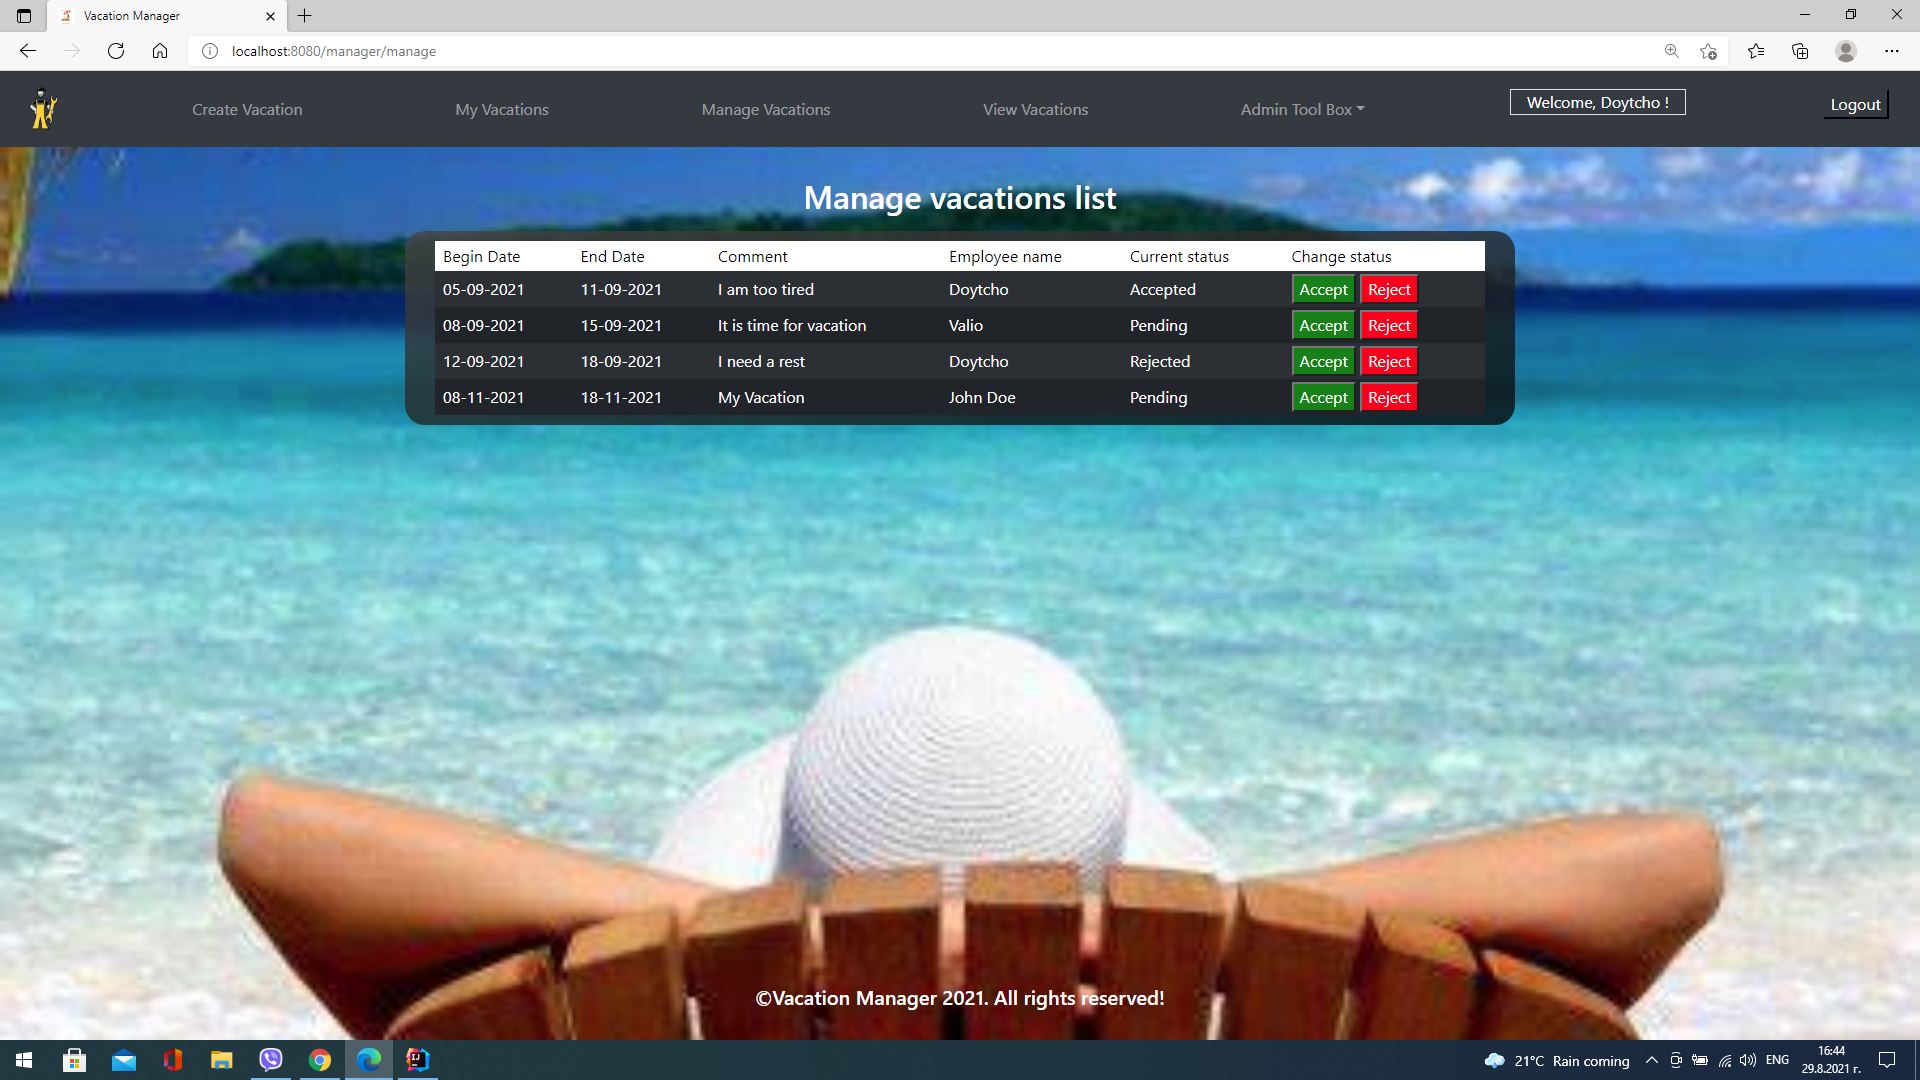 Vacation Manager
localhost:8080/manager/manage
Create Vacation My Vacations Manage Vacations View Vacations Admin Tool Box Welcome, Doytcho ! Logout
Manage vacations list
Begin Date End Date Comment Employee name Current status Change status
05-09-2021 11-09-2021 I am too tired Doytcho Accepted Accept Reject
08-09-2021 15-09-2021 It is time for vacation Valio Pending Accept Reject
12-09-2021 18-09-2021 I need a rest Doytcho Rejected Accept Reject
08-11-2021 18-11-2021 My Vacation John Doe Pending Accept Reject
©Vacation Manager 2021. All rights reserved!
21°C Rain coming ENG 16:44
29.8.2021 г.